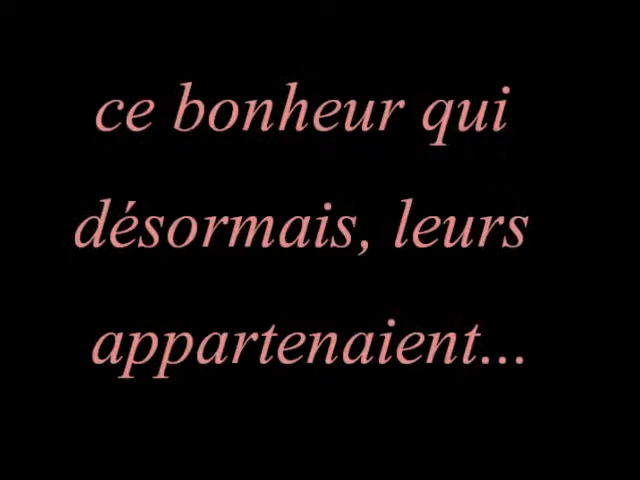 ce bonheur qui
désormais, leurs
appartenaient...